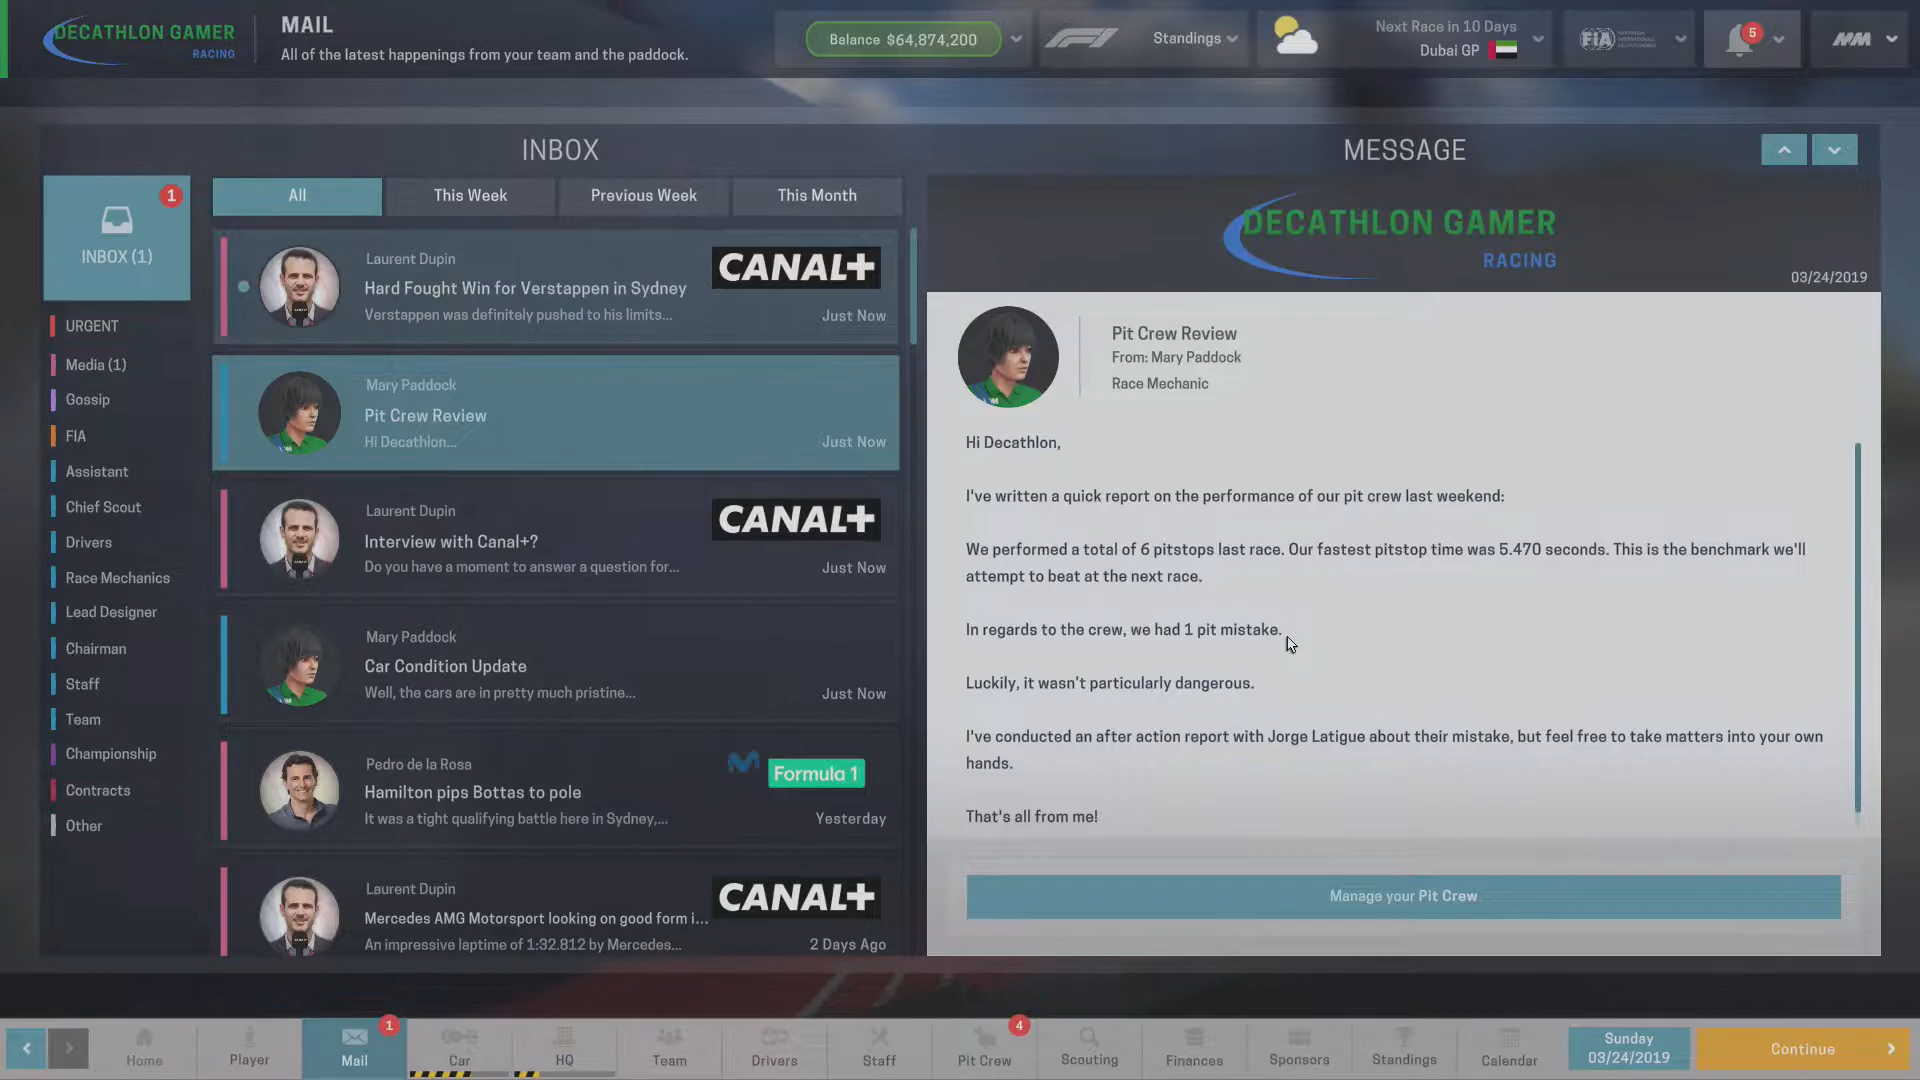 DECATHLON GAMER
RACING
MAIL
All of the latest happenings from your team and the paddock.
Balance $64,874,200
Standings
Next Race in 10 Days
Dubai GP
FIA
5
INBOX
MESSAGE
1
INBOX (1)
All
This Week
Previous Week
This Month
URGENT
Media (1)
Gossip
FIA
Assistant
Chief Scout
Drivers
Race Mechanics
Lead Designer
Chairman
Staff
Team
Championship
Contracts
Other
Laurent Dupin
CANAL+
Hard Fought Win for Verstappen in Sydney
Verstappen was definitely pushed to his limits...
Just Now
Mary Paddock
Pit Crew Review
Hi Decathlon...
Just Now
Laurent Dupin
CANAL+
Interview with Canal+?
Do you have a moment to answer a question for...
Just Now
Mary Paddock
Car Condition Update
Well, the cars are in pretty much pristine...
Just Now
Pedro de la Rosa
Formula 1
Hamilton pips Bottas to pole
It was a tight qualifying battle here in Sydney,...
Yesterday
Laurent Dupin
CANAL+
Mercedes AMG Motorsport looking on good form i...
An impressive laptime of 1:32.812 by Mercedes...
2 Days Ago
DECATHLON GAMER
RACING
03/24/2019
Pit Crew Review
From: Mary Paddock
Race Mechanic
Hi Decathlon,
I've written a quick report on the performance of our pit crew last weekend:
We performed a total of 6 pitstops last race. Our fastest pitstop time was 5.470 seconds. This is the benchmark we'll
attempt to beat at the next race.
In regards to the crew, we had 1 pit mistake.
Luckily, it wasn't particularly dangerous.
I've conducted an after action report with Jorge Latigue about their mistake, but feel free to take matters into your own
hands.
That's all from me!
Manage your Pit Crew
Home
Player
1
Mail
Car
HQ
Team
Drivers
Staff
4
Pit Crew
Scouting
Finances
Sponsors
Standings
Calendar
Sunday
03/24/2019
Continue